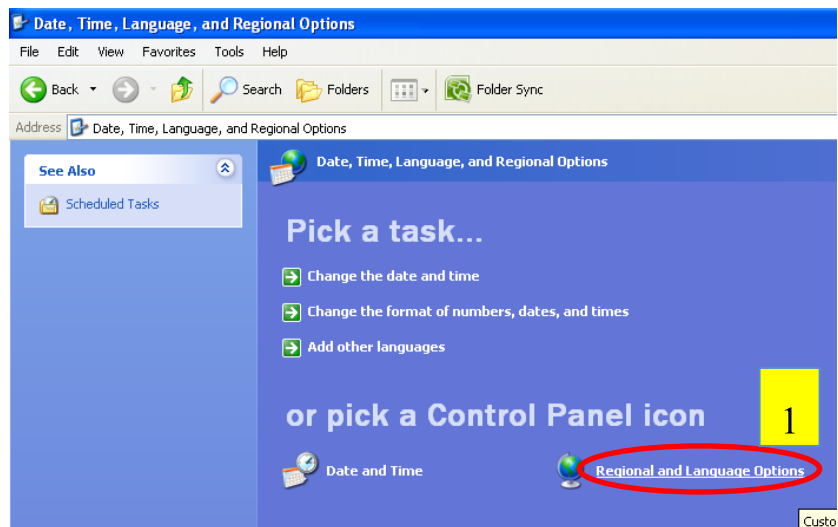 Date, Time, Language, and Regional Options
File Edit View Favorites Tools Help
Back Search Folders Folder Sync
Address Date, Time, Language, and Regional Options
See Also
Scheduled Tasks
Date, Time, Language, and Regional Options
Pick a task...
Change the date and time
Change the format of numbers, dates, and times
Add other languages
or pick a Control Panel icon
1
Date and Time
Regional and Language Options
Custo